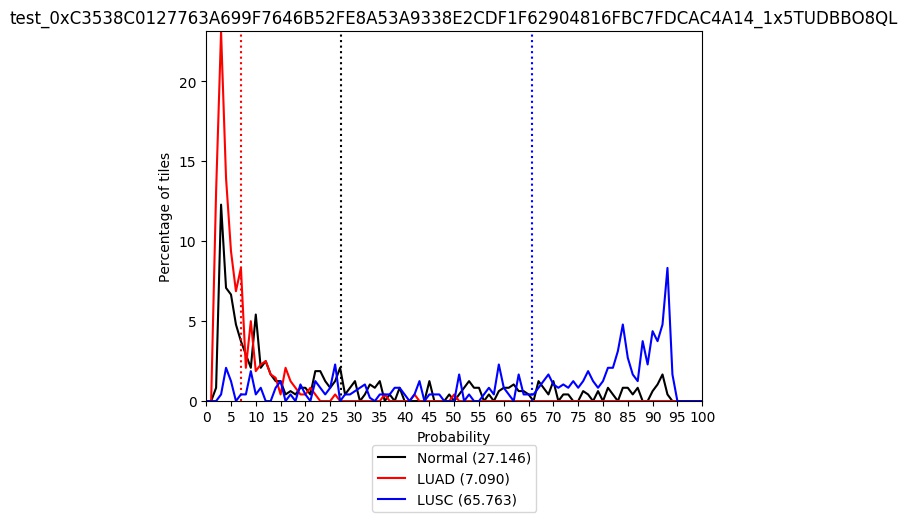 test_0xC3538C0127763A699F7646B52FE8A53A9338E2CDF1F62904816FBC7FDCAC4A14_1x5TUDBBO8QL
20
15
10
5
0
Percentage of tiles
0 5 10 15 20 25 30 35 40 45 50 55 60 65 70 75 80 85 90 95 100
Probability
Normal (27.146)
LUAD (7.090)
LUSC (65.763)